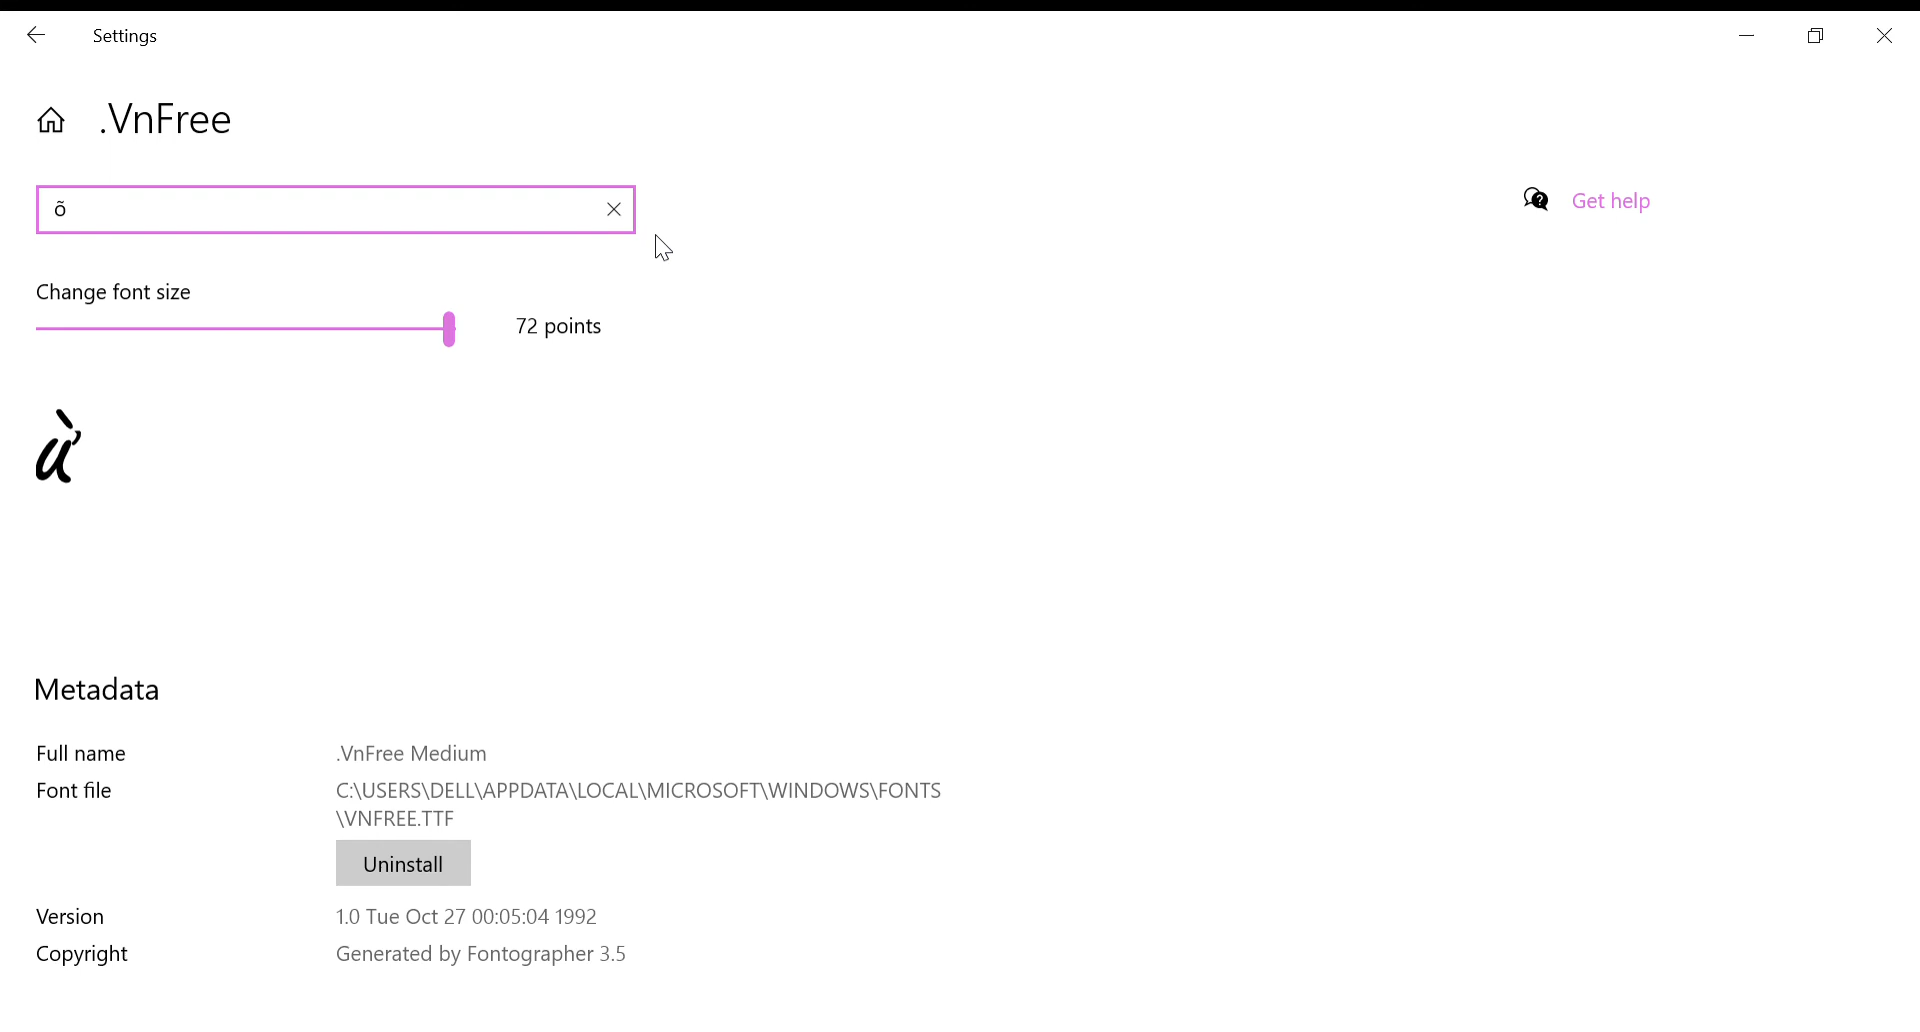 Settings
.VnFree
õ
Get help
Change font size
72 points
à̛
Metadata
Full name .VnFree Medium
Font file C:\USERS\DELL\APPDATA\LOCAL\MICROSOFT\WINDOWS\FONTS
\VNFREE.TTF
Uninstall
Version 1.0 Tue Oct 27 00:05:04 1992
Copyright Generated by Fontographer 3.5